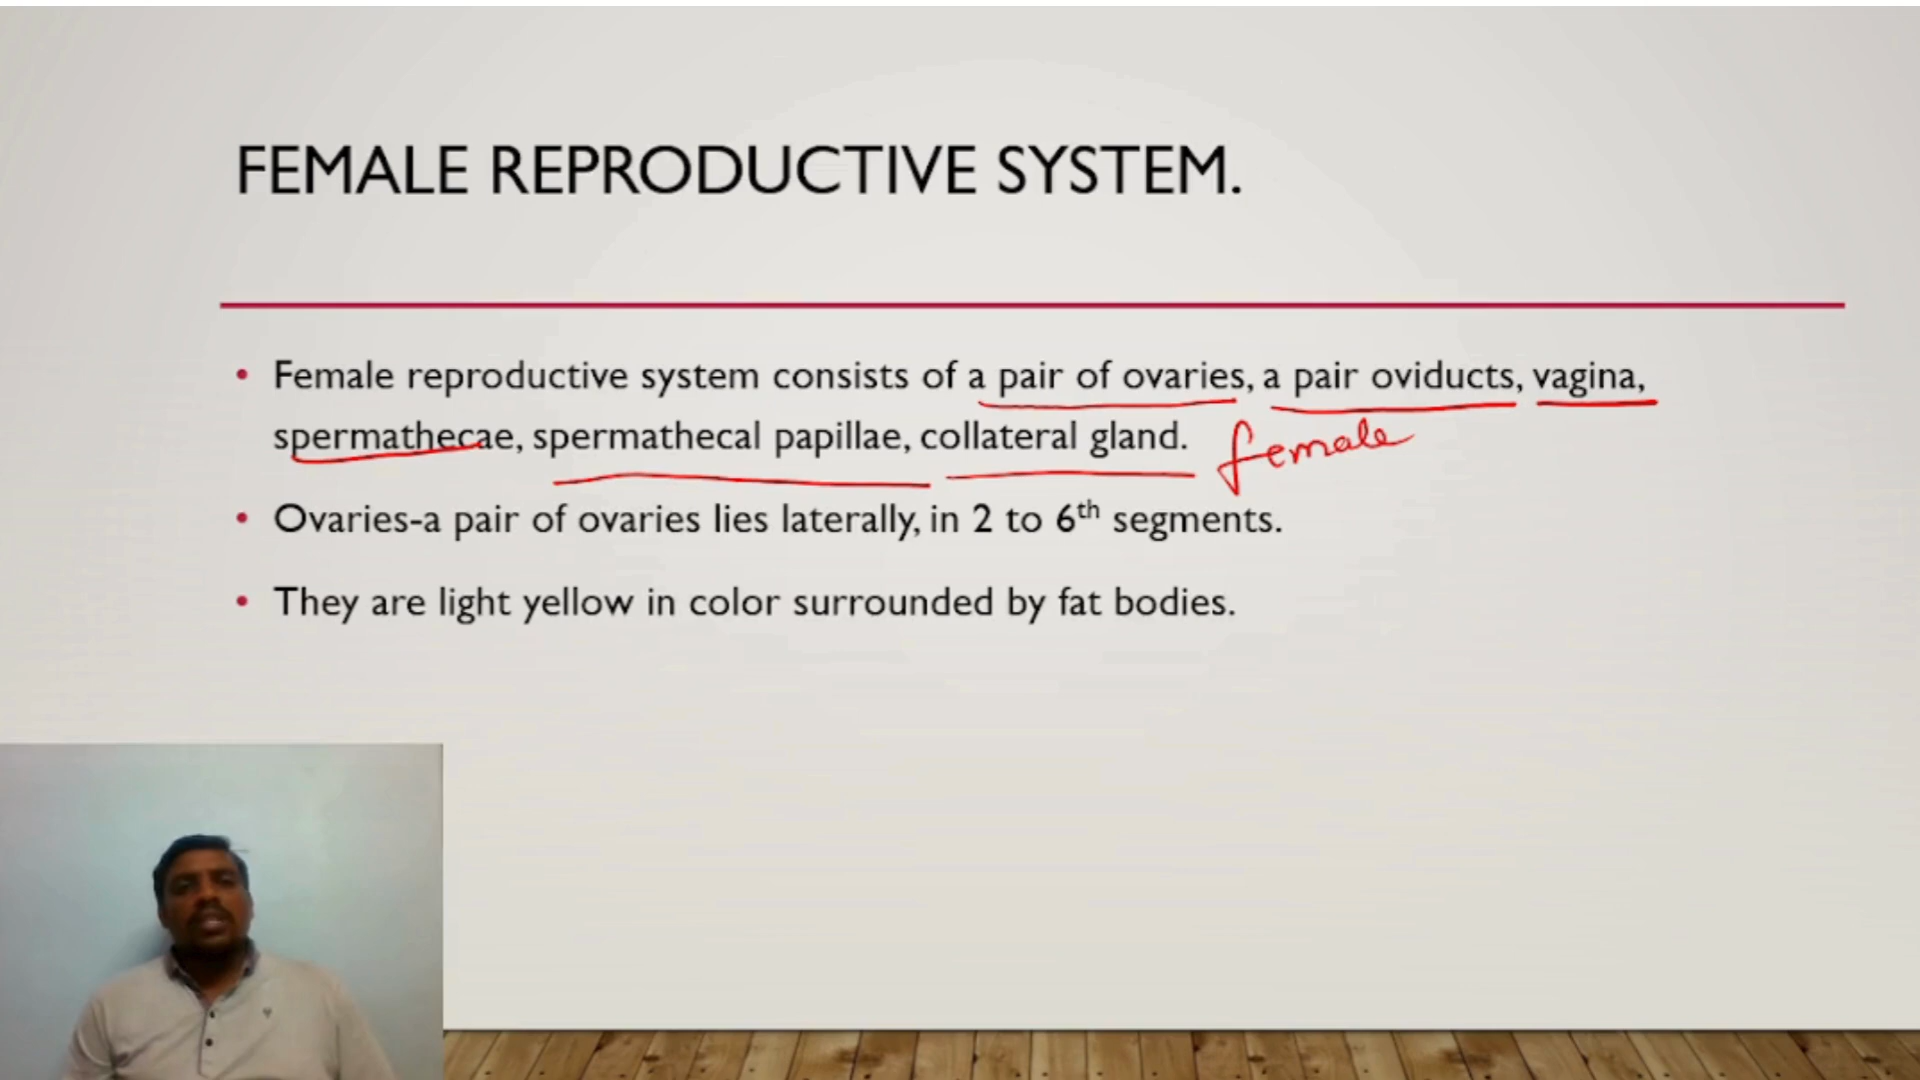 FEMALE REPRODUCTIVE SYSTEM.
• Female reproductive system consists of a pair of ovaries, a pair oviducts, vagina,
spermathecae, spermathecal papillae, collateral gland. female
• Ovaries-a pair of ovaries lies laterally, in 2 to 6th segments.
• They are light yellow in color surrounded by fat bodies.